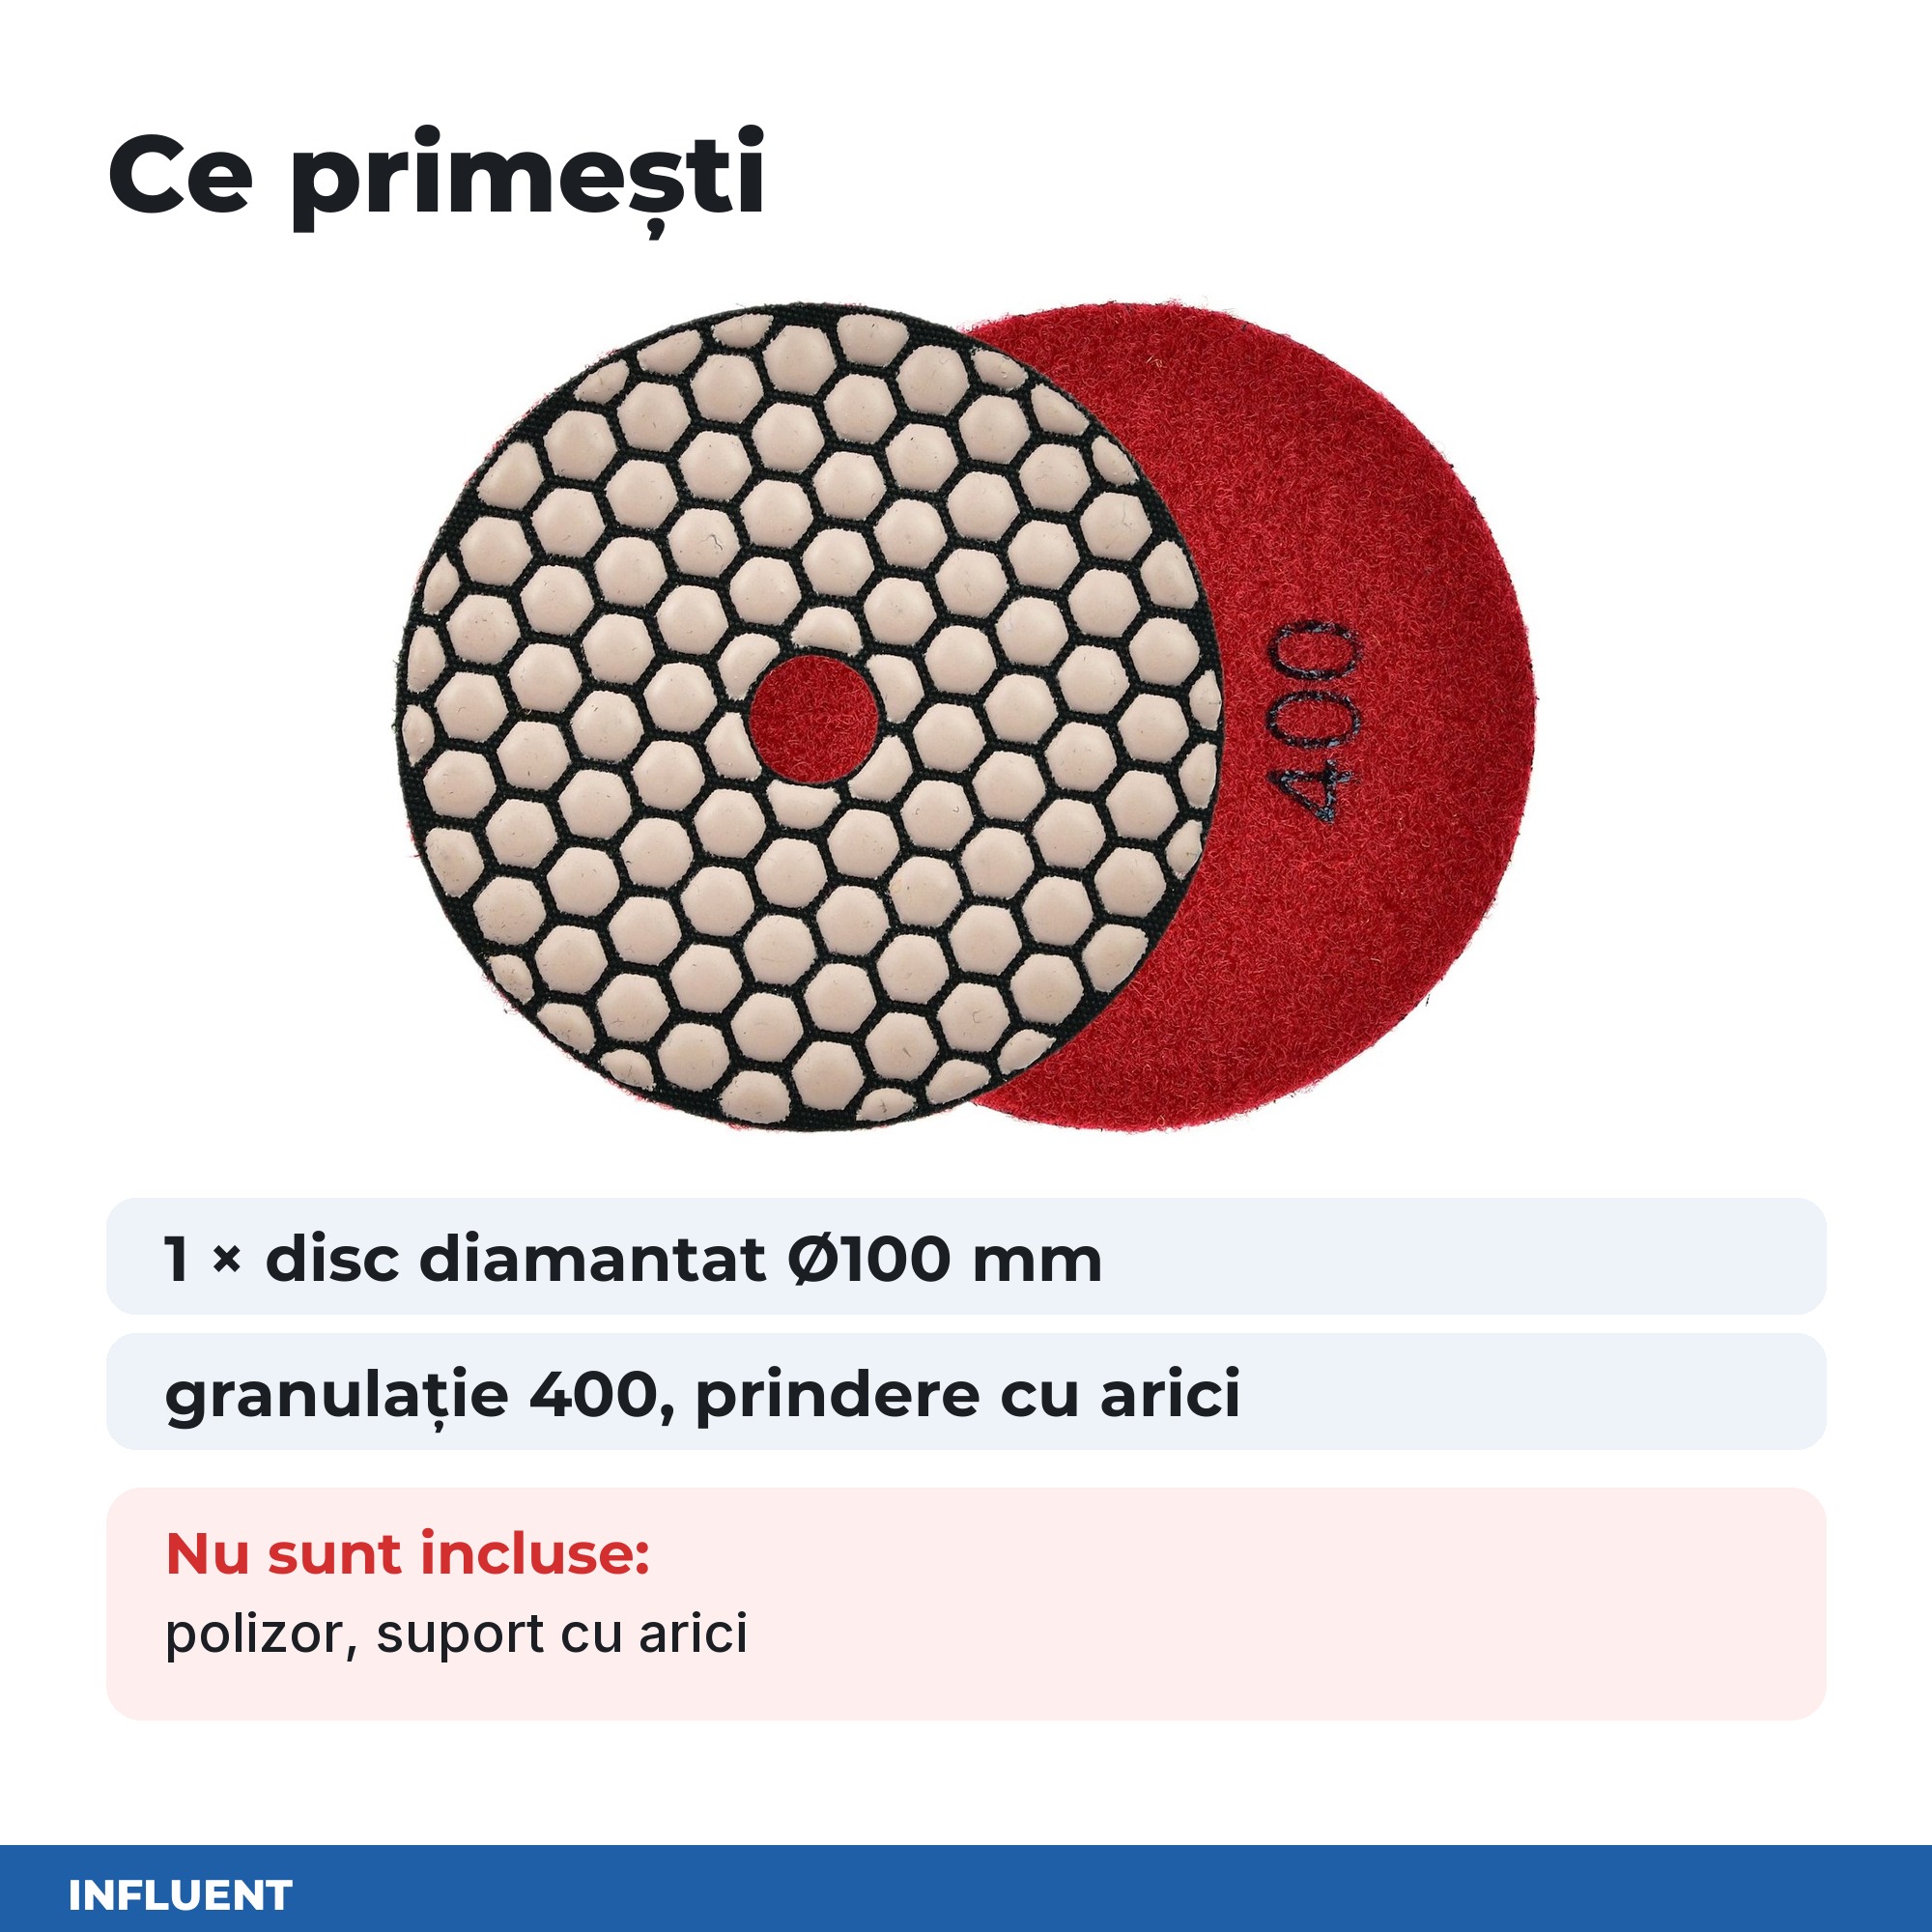 Ce primești
400
1 × disc diamantat Ø100 mm
granulație 400, prindere cu arici
Nu sunt incluse:
polizor, suport cu arici
INFLUENT